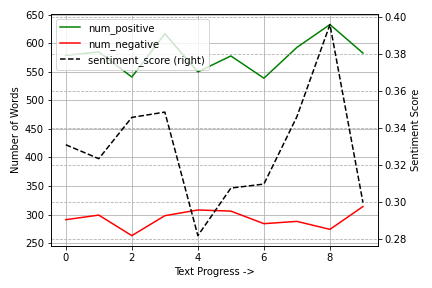 num_positive
num_negative
sentiment_score (right)
650
600
550
500
450
400
350
300
250
Number of Words
0.40
0.38
0.36
0.34
0.32
0.30
0.28
Sentiment Score
0 2 4 6 8
Text Progress ->